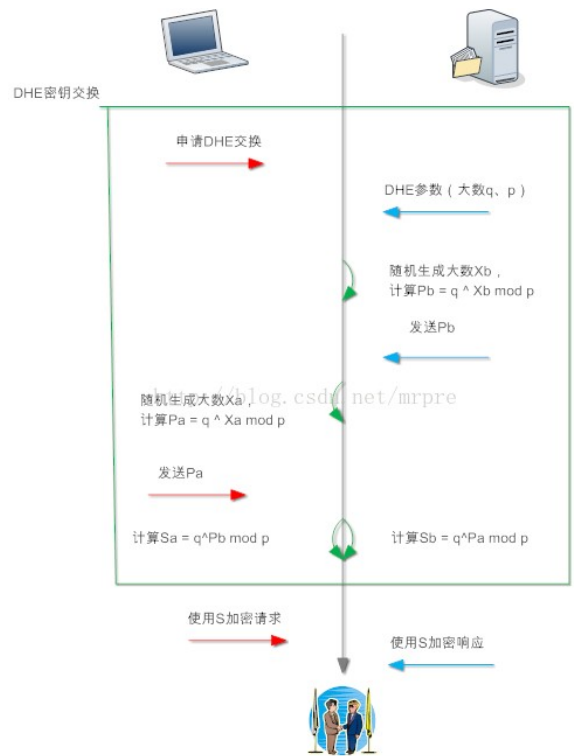 DHE密钥交换
申请DHE交换
DHE参数（大数q、p）
随机生成大数Xb，
计算Pb = q ^ Xb mod p
发送Pb
http://blog.csdn.net/mrpre
随机生成大数Xa，
计算Pa = q ^ Xa mod p
发送Pa
计算Sa = q^Pb mod p
计算Sb = q^Pa mod p
使用S加密请求
使用S加密响应